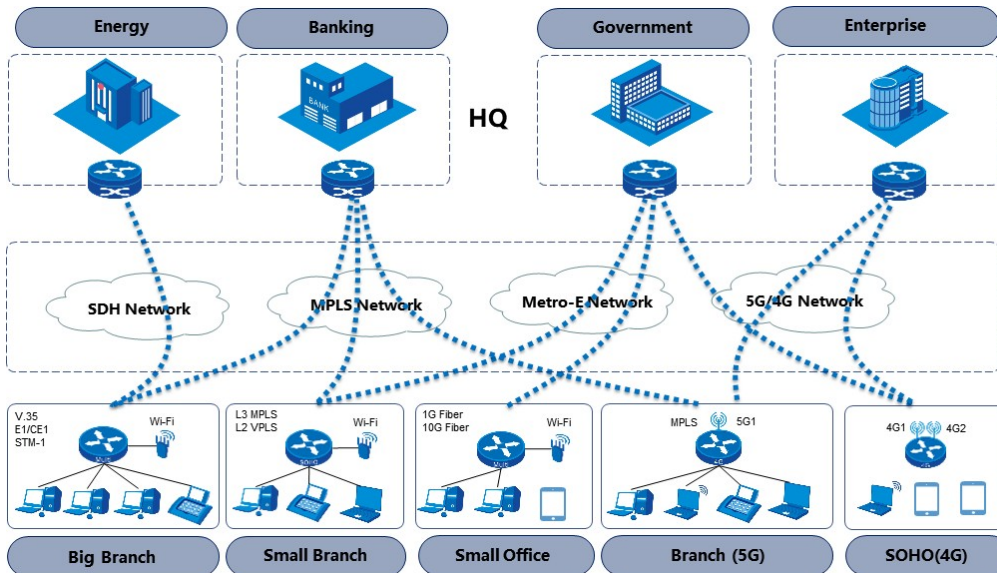 Energy
Banking
Government
Enterprise
BANK
HQ
SDH Network
MPLS Network
Metro-E Network
5G/4G Network
V.35
E1/CE1
STM-1
Wi-Fi
L3 MPLS
L2 VPLS
Wi-Fi
SOHO
1G Fiber
10G Fiber
Wi-Fi
MPLS
5G1
4G1
4G2
Big Branch
Small Branch
Small Office
Branch (5G)
SOHO(4G)